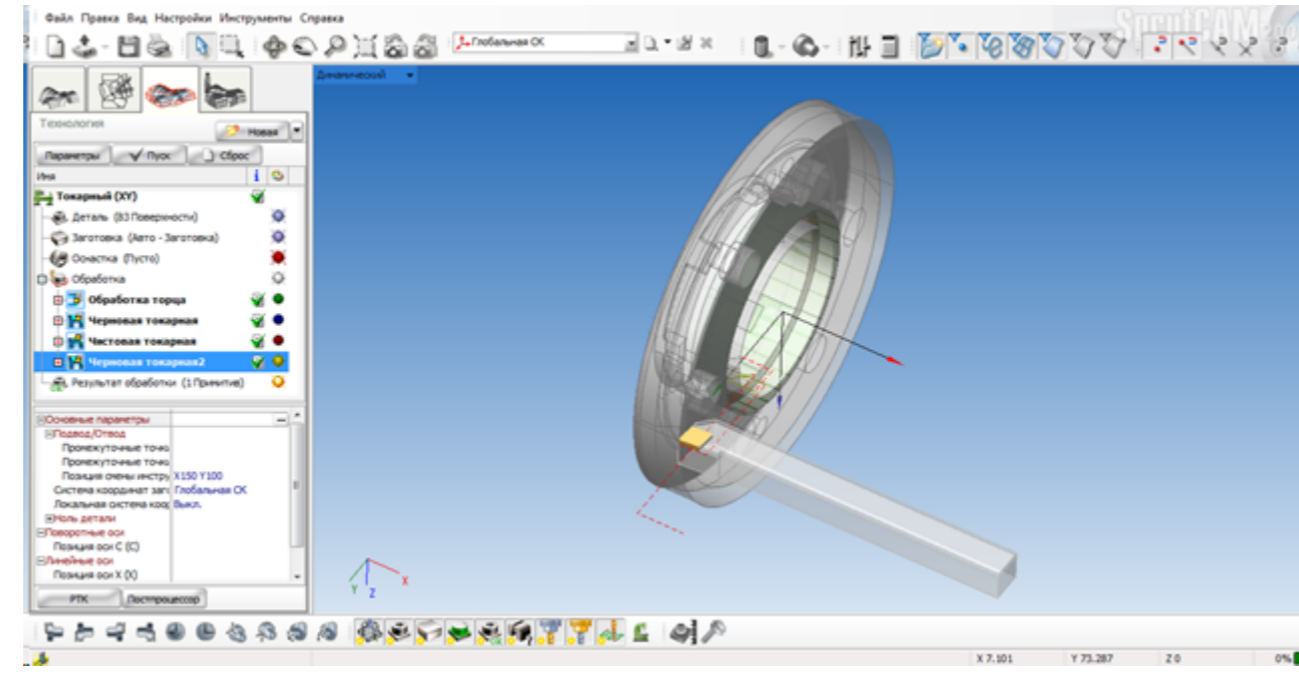 Файл Правка Вид Настройки Инструменты Справка
SprutCAM
Глобальная СК
Динамический
Технология
Новая
Параметры Пуск Сброс
Имя
Токарный (XY)
Деталь (83 Поверхности)
Заготовка (Авто - Заготовка)
Оснастка (Пусто)
Обработка
Обработка торца
Черновая токарная
Чистовая токарная
Черновая токарная2
Результат обработки (1 Примитив)
Основные параметры
Подвод/Отвод
Промежуточные точк
Промежуточные точк
Позиция смены инстру X150 Y100
Система координат заг Глобальная СК
Локальная система коор Выкл.
Ноль детали
Поворотные оси
Позиция оси C (C)
Линейные оси
Позиция оси X (X)
РТК Постпроцессор
X
Y Z
X 7.101 Y 73.287 Z 0 0%